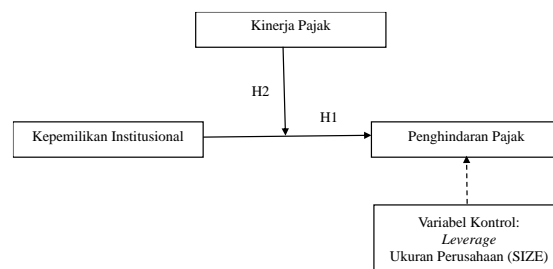 Kinerja Pajak
H2
H1
Kepemilikan Institusional
Penghindaran Pajak
Variabel Kontrol:
Leverage
Ukuran Perusahaan (SIZE)